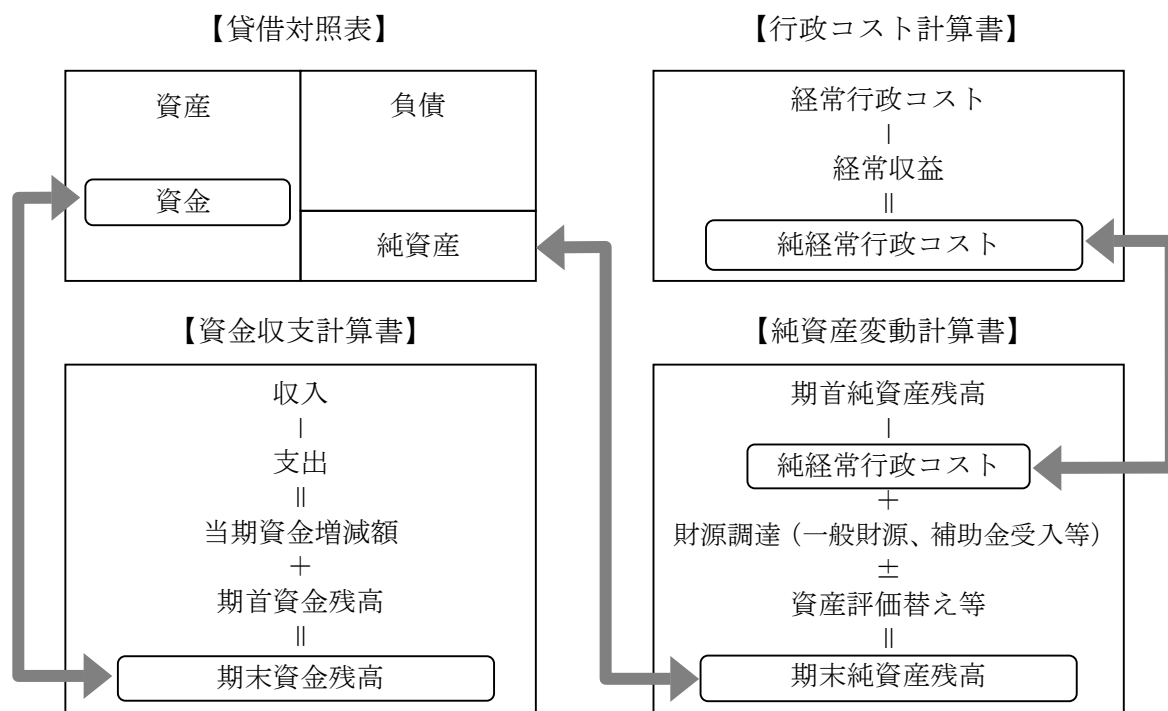 【貸借対照表】
資産
負債
資金
純資産
【行政コスト計算書】
経常行政コスト
－
経常収益
＝
純経常行政コスト
【資金収支計算書】
収入
－
支出
＝
当期資金増減額
＋
期首資金残高
＝
期末資金残高
【純資産変動計算書】
期首純資産残高
－
純経常行政コスト
＋
財源調達（一般財源、補助金受入等）
±
資産評価替え等
＝
期末純資産残高